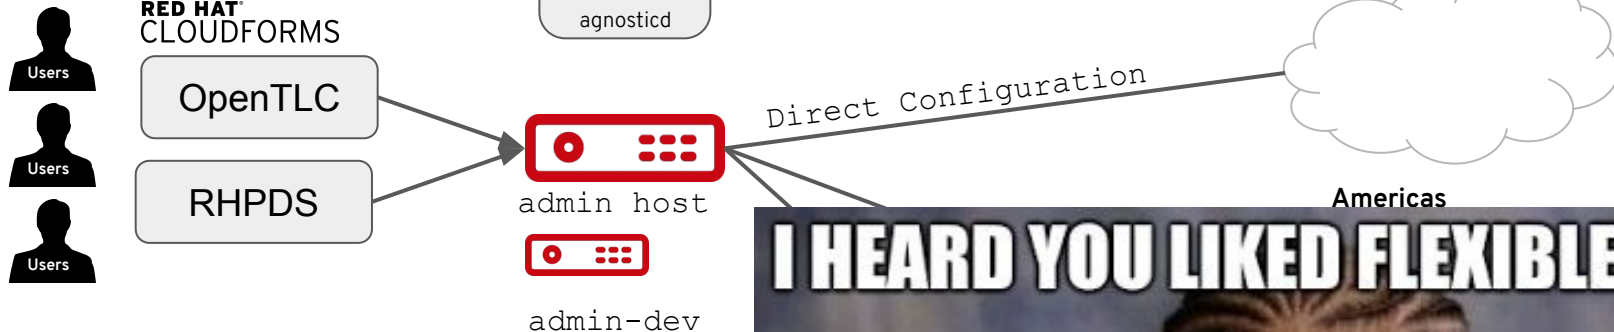 RED HAT®
CLOUDFORMS
agnosticd
Users
OpenTLC
Direct Configuration
Users
RHPDS
admin host
Americas
Users
I HEARD YOU LIKED FLEXIBLE
admin-dev